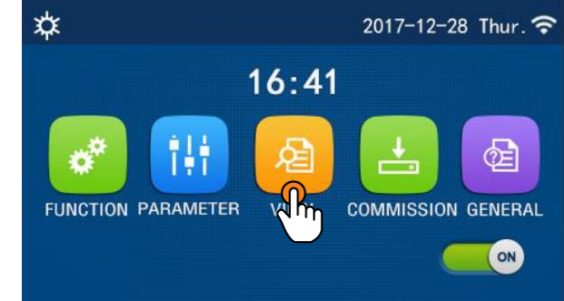 2017-12-28 Thur.
16:41
FUNCTION PARAMETER COMMISSION GENERAL
ON